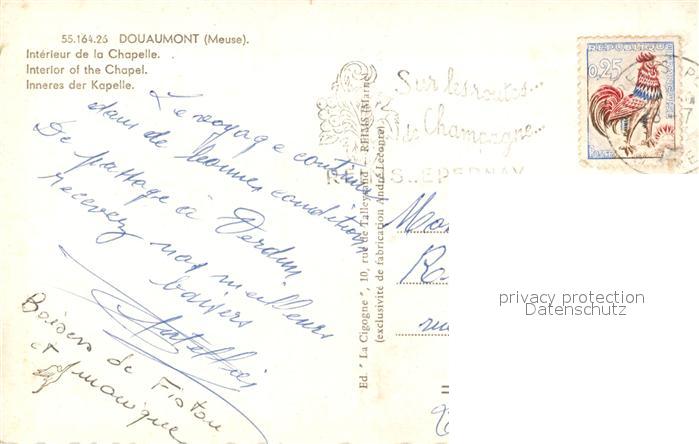 55.164.26 DOUAUMONT (Meuse).
Intérieur de la Chapelle.
Interior of the Chapel.
Inneres der Kapelle.
Le voyage continue
dans de bonnes conditions
De passage à Verdun
recevez nos meilleurs
baisers
Baisers de Fiston
et Monique
Ed. "La Cigogne", 10, rue de Talleyrand - REIMS (Marne)
(exclusivité de fabrication André Leconte)
Sur les routes...
de Champagne...
REIMS.. EPERNAY
REPUBLIQUE FRANÇAISE
0,25
POSTES
privacy protection
Datenschutz